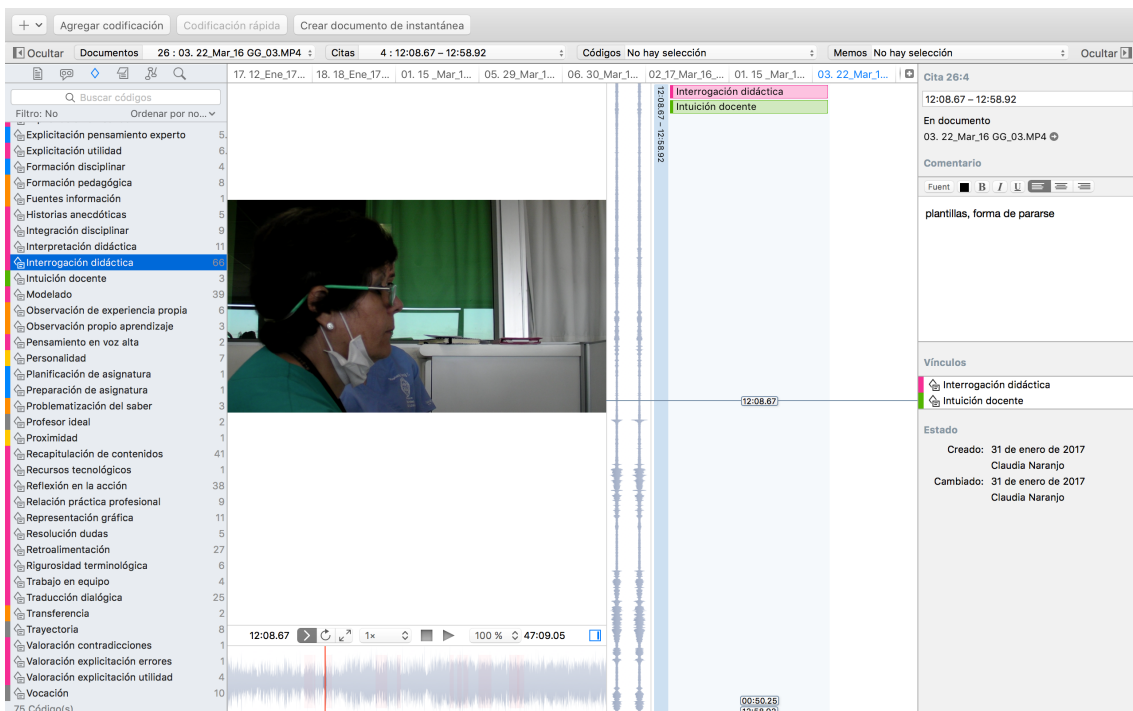 Agregar codificación Codificación rápida Crear documento de instantánea
Ocultar Documentos 26 : 03. 22_Mar_16 GG_03.MP4 Citas 4 : 12:08.67 – 12:58.92 Códigos No hay selección Memos No hay selección Ocultar
17. 12_Ene_17... 18. 18_Ene_17... 01. 15 _Mar_1... 05. 29_Mar_1... 06. 30_Mar_1... 02_17_Mar_16_... 01. 15 _Mar_1... 03. 22_Mar_1...
Buscar códigos
Filtro: No Ordenar por no...
Explicitación pensamiento experto 5.
Explicitación utilidad 6.
Formación disciplinar 4
Formación pedagógica 8
Fuentes información 1
Historias anecdóticas 5
Integración disciplinar 9
Interpretación didáctica 11
Interrogación didáctica 66
Intuición docente 3
Modelado 39
Observación de experiencia propia 6
Observación propio aprendizaje 3
Pensamiento en voz alta 2
Personalidad 7
Planificación de asignatura 1
Preparación de asignatura 1
Problematización del saber 3
Profesor ideal 2
Proximidad 1
Recapitulación de contenidos 41
Recursos tecnológicos 1
Reflexión en la acción 38
Relación práctica profesional 9
Representación gráfica 11
Resolución dudas 5
Retroalimentación 27
Rigurosidad terminológica 6
Trabajo en equipo 4
Traducción dialógica 25
Transferencia 2
Trayectoria 8
Valoración contradicciones 1
Valoración explicitación errores 1
Valoración explicitación utilidad 4
Vocación 10
75 Código(s)
12:08.67 1× 100 % 47:09.05
12:08.67 – 12:58.92
Interrogación didáctica
Intuición docente
12:08.67
00:50.25
12:58.92
Cita 26:4
12:08.67 – 12:58.92
En documento
03. 22_Mar_16 GG_03.MP4
Comentario
Fuent B I U
plantillas, forma de pararse
Vínculos
Interrogación didáctica
Intuición docente
Estado
Creado: 31 de enero de 2017
Claudia Naranjo
Cambiado: 31 de enero de 2017
Claudia Naranjo